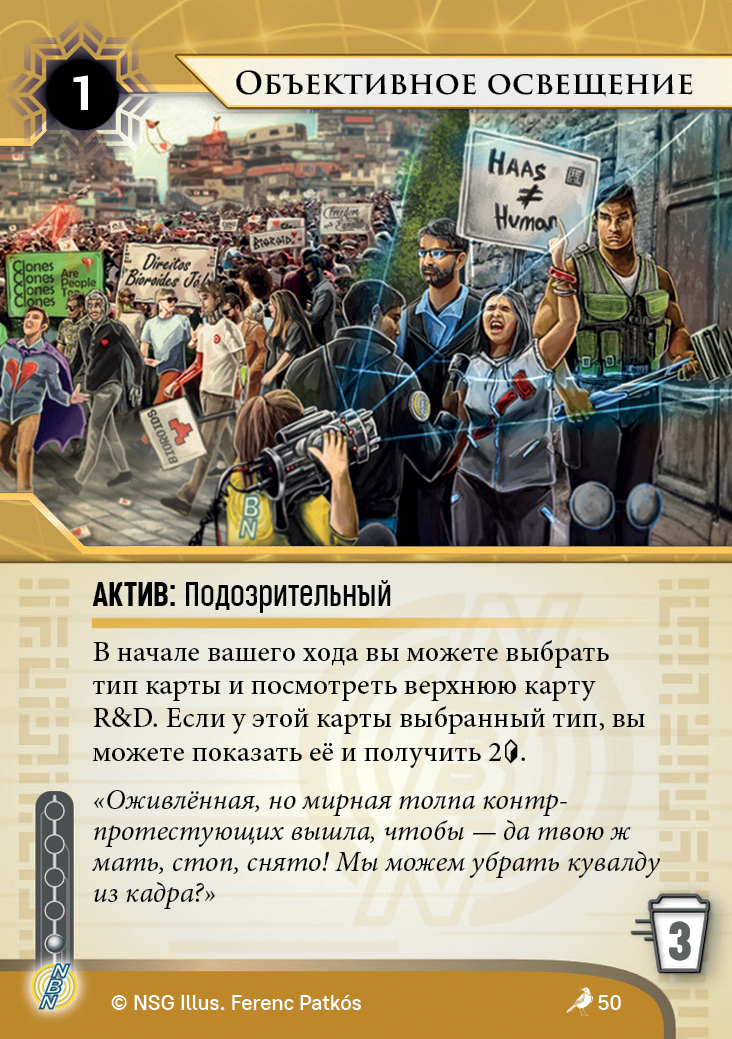 1
Объективное освещение
HAAS
≠
Human
Freedom
BIOROID
Clones
Clones
Clones
Clones
Are
People
Too
Direitos
Bioroides Já!
BIOROIDS
NBN
АКТИВ: Подозрительный
В начале вашего хода вы можете выбрать
тип карты и посмотреть верхнюю карту
R&D. Если у этой карты выбранный тип, вы
можете показать её и получить 2.
«Оживлённая, но мирная толпа контр-
протестующих вышла, чтобы — да твою ж
мать, стоп, снято! Мы можем убрать кувалду
из кадра?»
3
NBN
© NSG Illus. Ferenc Patkós
50